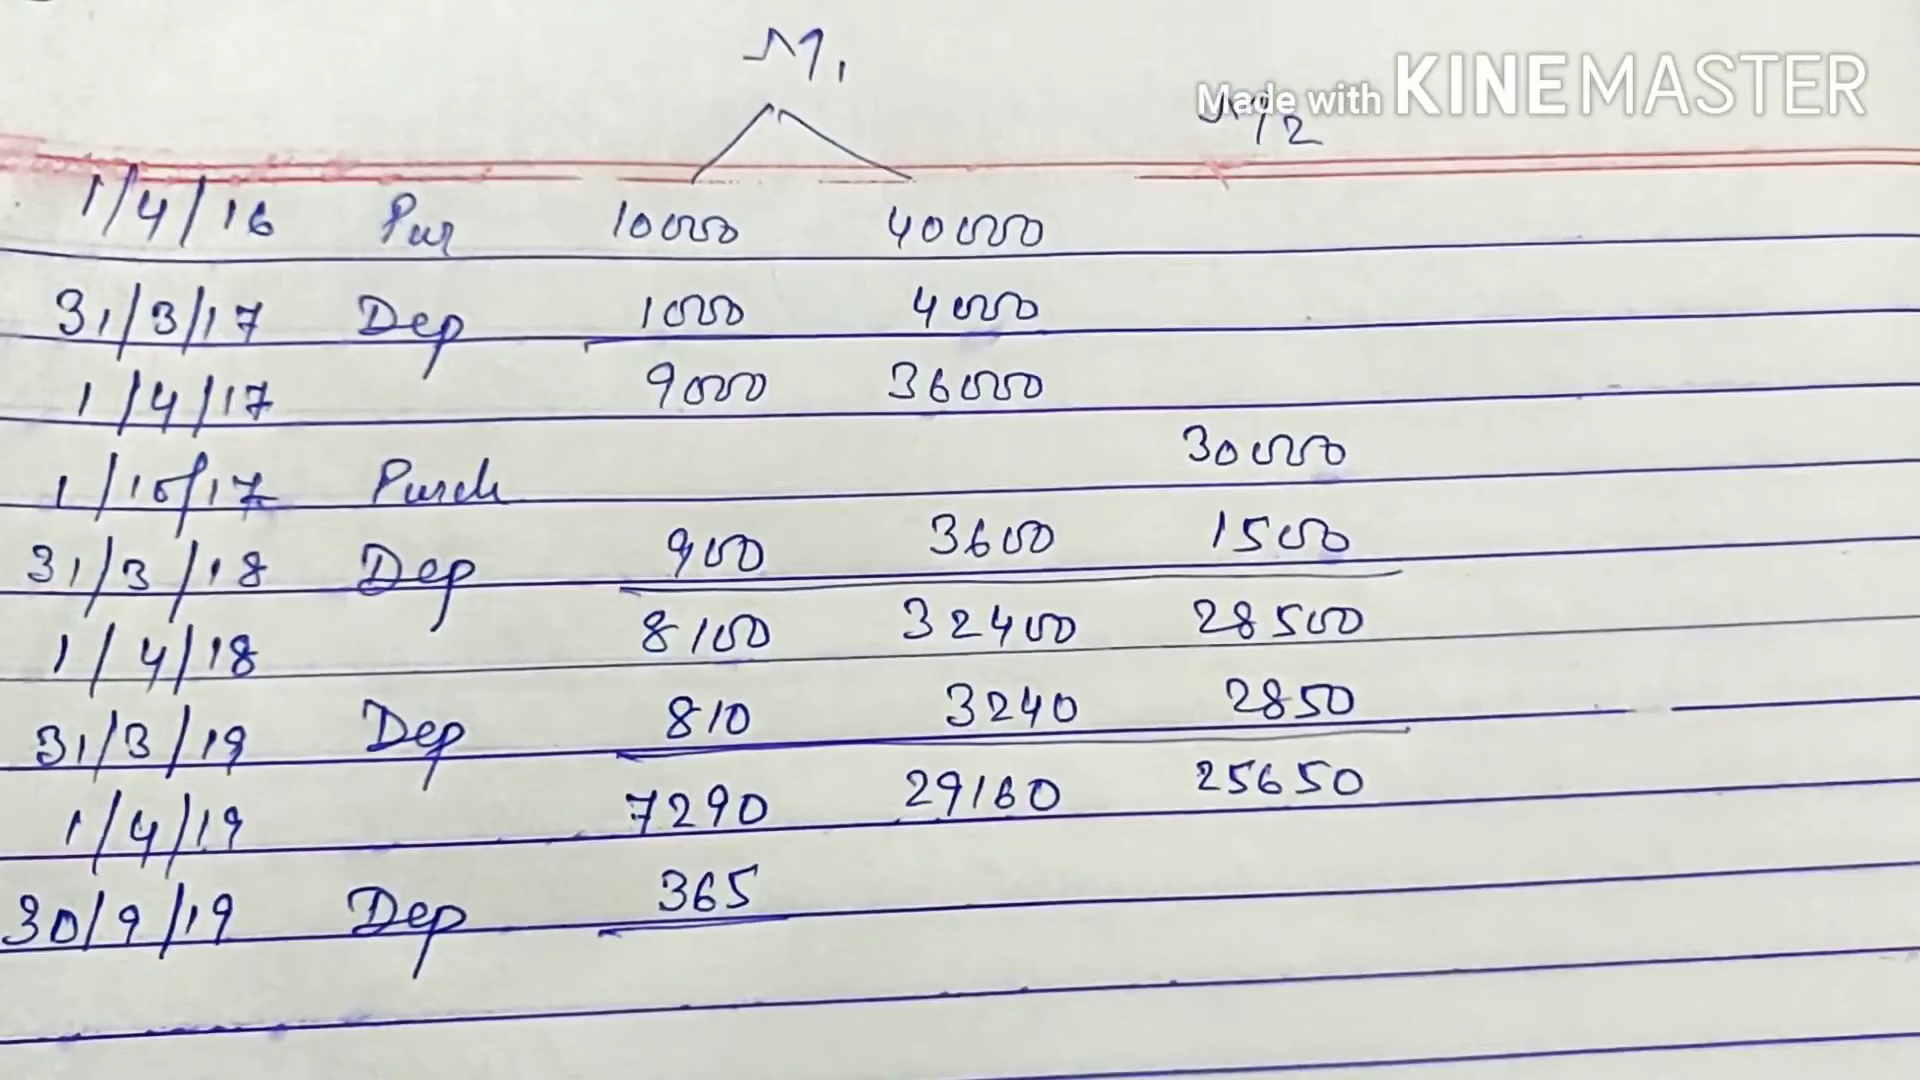 M1
Made with KINEMASTER
M2
1/4/16 Pur 10000 40000
31/3/17 Dep 1000 4000
1/4/17 9000 36000
1/10/17 Purch 30000
31/3/18 Dep 900 3600 1500
1/4/18 8100 32400 28500
31/3/19 Dep 810 3240 2850
1/4/19 7290 29160 25650
30/9/19 Dep 365